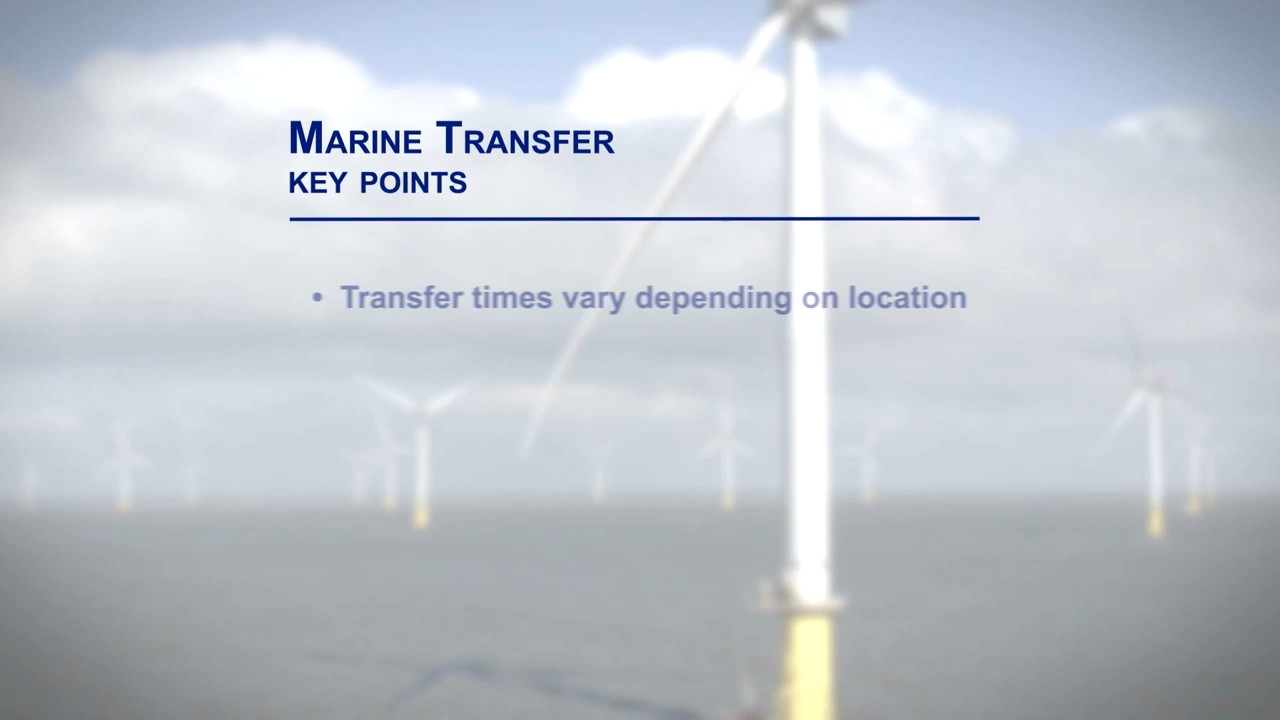 Marine Transfer
key points
• Transfer times vary depending on location